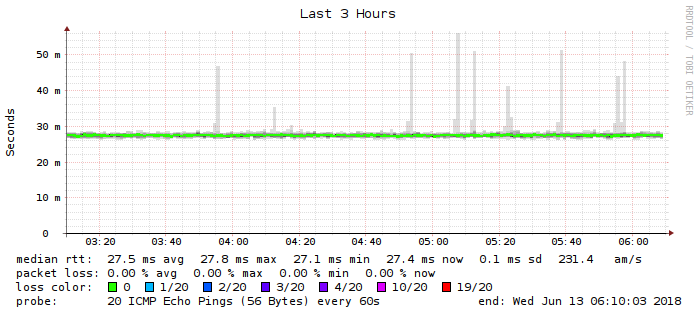 Last 3 Hours
RRDTOOL / TOBI OETIKER
Seconds
50 m
40 m
30 m
20 m
10 m
0
03:20 03:40 04:00 04:20 04:40 05:00 05:20 05:40 06:00
median rtt: 27.5 ms avg 27.8 ms max 27.1 ms min 27.4 ms now 0.1 ms sd 231.4 am/s
packet loss: 0.00 % avg 0.00 % max 0.00 % min 0.00 % now
loss color: 0 1/20 2/20 3/20 4/20 10/20 19/20
probe: 20 ICMP Echo Pings (56 Bytes) every 60s end: Wed Jun 13 06:10:03 2018